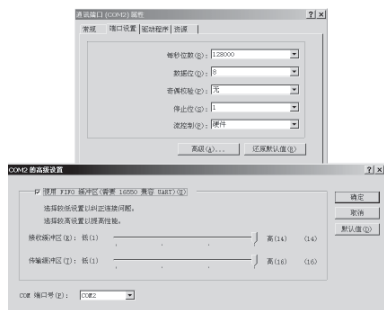 通讯端口 (COM2) 属性
常规 端口设置 驱动程序 资源
每秒位数(B): 128000
数据位(D): 8
奇偶校验(P): 无
停止位(S): 1
流控制(F): 硬件
高级(A)... 还原默认值(R)
COM2 的高级设置
使用 FIFO 缓冲区(需要 16550 兼容 UART)(U)
选择较低设置以纠正连接问题。
选择较高设置以提高性能。
接收缓冲区(R): 低(1) 高(14) (14)
传输缓冲区(T): 低(1) 高(16) (16)
COM 端口号(P): COM2
确定
取消
默认值(D)